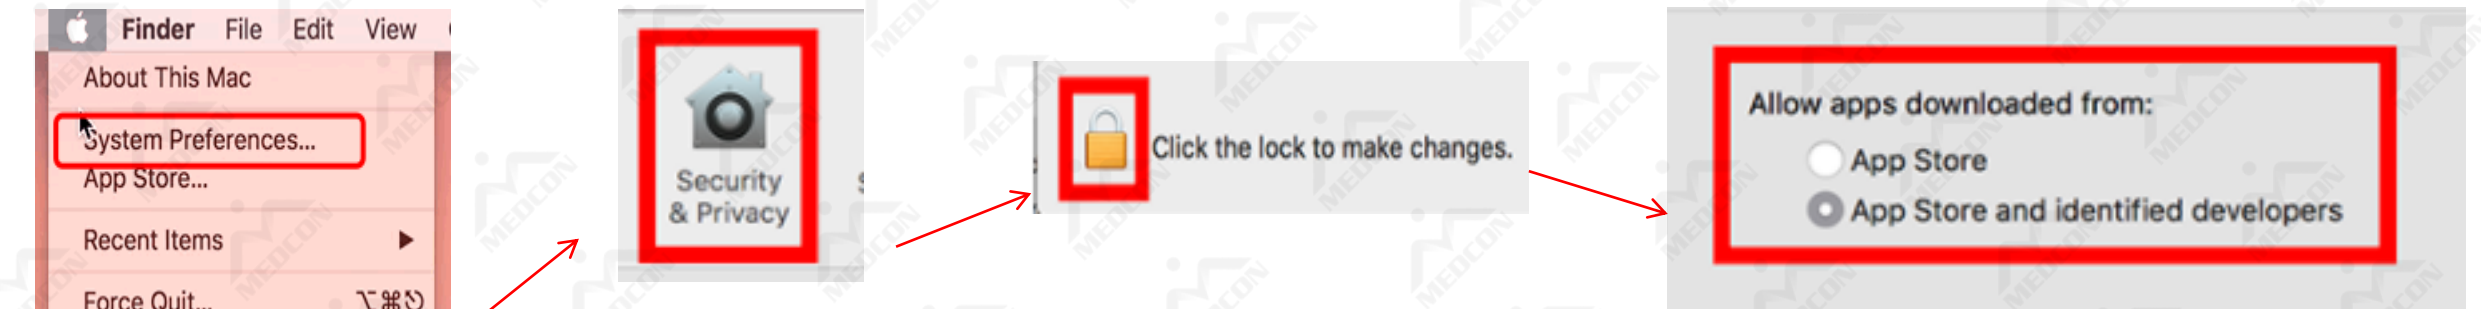 Finder File Edit View
About This Mac
System Preferences...
App Store...
Recent Items
Force Quit...
Security
& Privacy
Click the lock to make changes.
Allow apps downloaded from:
App Store
App Store and identified developers
MEDCON